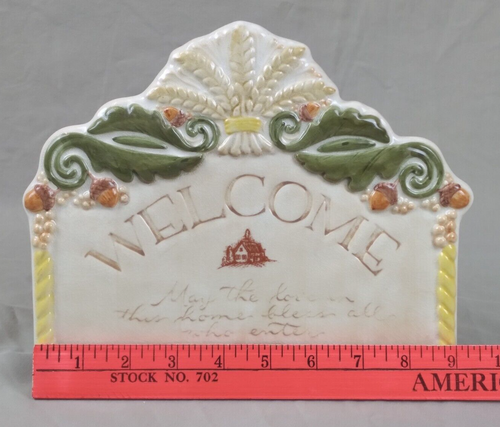 WELCOME
May the love in
this home bless all
who enter
1 2 3 4 5 6 7 8 9 1
STOCK NO. 702
AMERI